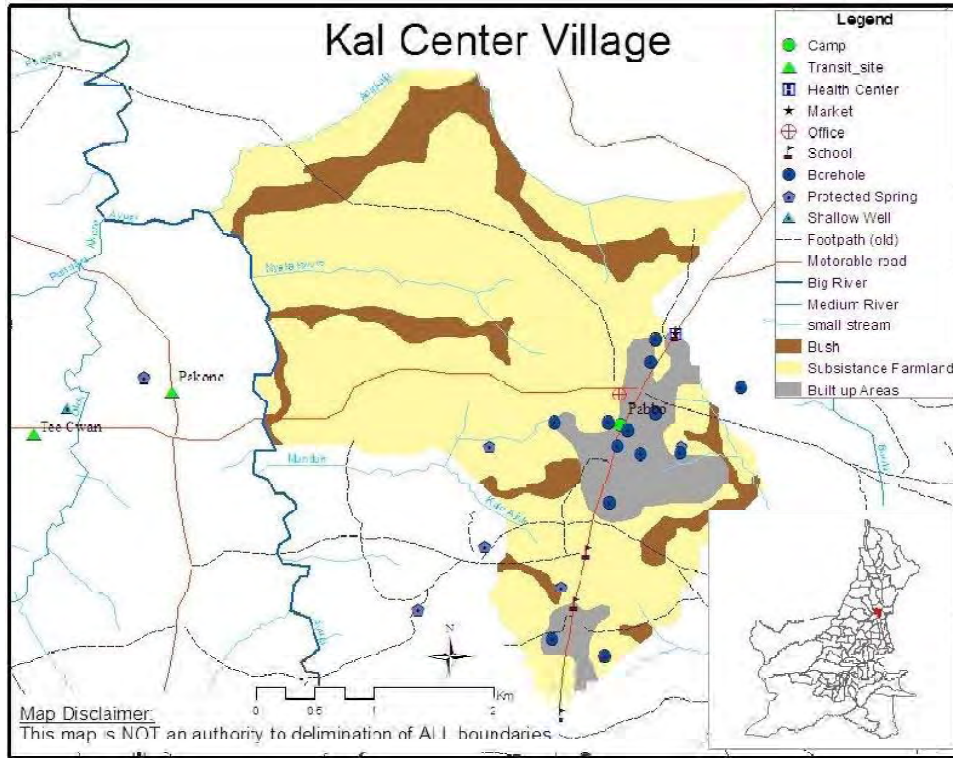 Kal Center Village
Legend
Camp
Transit_site
Health Center
Market
Office
School
Borehole
Protected Spring
Shallow Well
Footpath (old)
Motorable road
Big River
Medium River
small stream
Bush
Subsistance Farmland
Built up Areas
Ayugi
Pabbo
Tee Cwan
N
Km
0 0.5 1 2
Map Disclaimer:
This map is NOT an authority to delimination of ALL boundaries